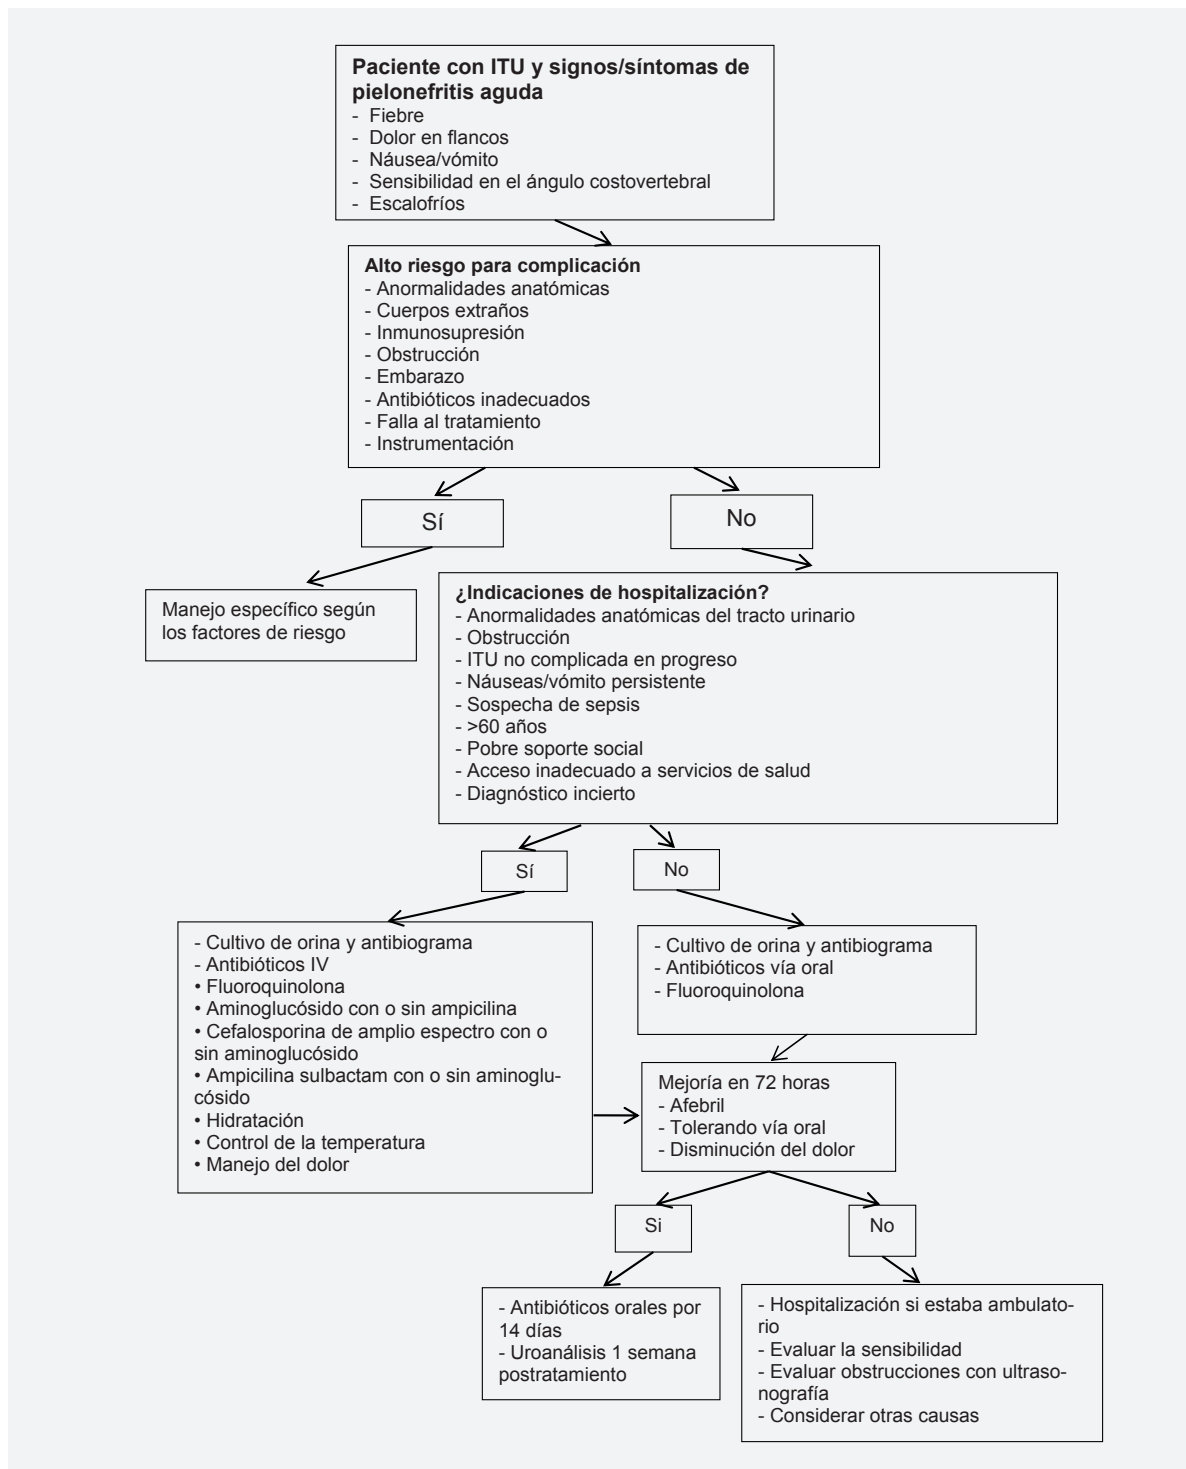 Paciente con ITU y signos/síntomas de
pielonefritis aguda
- Fiebre
- Dolor en flancos
- Náusea/vómito
- Sensibilidad en el ángulo costovertebral
- Escalofríos
Alto riesgo para complicación
- Anormalidades anatómicas
- Cuerpos extraños
- Inmunosupresión
- Obstrucción
- Embarazo
- Antibióticos inadecuados
- Falla al tratamiento
- Instrumentación
Sí
No
Manejo específico según
los factores de riesgo
¿Indicaciones de hospitalización?
- Anormalidades anatómicas del tracto urinario
- Obstrucción
- ITU no complicada en progreso
- Náuseas/vómito persistente
- Sospecha de sepsis
- >60 años
- Pobre soporte social
- Acceso inadecuado a servicios de salud
- Diagnóstico incierto
Sí
No
- Cultivo de orina y antibiograma
- Antibióticos IV
• Fluoroquinolona
• Aminoglucósido con o sin ampicilina
• Cefalosporina de amplio espectro con o
sin aminoglucósido
• Ampicilina sulbactam con o sin aminoglu-
cósido
• Hidratación
• Control de la temperatura
• Manejo del dolor
- Cultivo de orina y antibiograma
- Antibióticos vía oral
- Fluoroquinolona
Mejoría en 72 horas
- Afebril
- Tolerando vía oral
- Disminución del dolor
Si
No
- Antibióticos orales por
14 días
- Uroanálisis 1 semana
postratamiento
- Hospitalización si estaba ambulato-
rio
- Evaluar la sensibilidad
- Evaluar obstrucciones con ultraso-
nografía
- Considerar otras causas